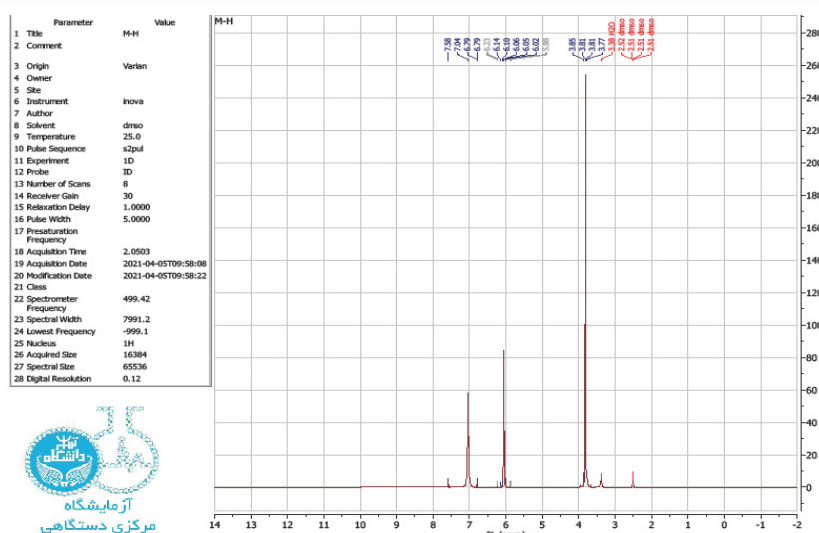 Parameter Value
1 Title M-H
2 Comment
3 Origin Varian
4 Owner
5 Site
6 Instrument inova
7 Author
8 Solvent dmso
9 Temperature 25.0
10 Pulse Sequence s2pul
11 Experiment 1D
12 Probe ID
13 Number of Scans 8
14 Receiver Gain 30
15 Relaxation Delay 1.0000
16 Pulse Width 5.0000
17 Presaturation
Frequency
18 Acquisition Time 2.0503
19 Acquisition Date 2021-04-05T09:58:08
20 Modification Date 2021-04-05T09:58:22
21 Class
22 Spectrometer 499.42
Frequency
23 Spectral Width 7991.2
24 Lowest Frequency -999.1
25 Nucleus 1H
26 Acquired Size 16384
27 Spectral Size 65536
28 Digital Resolution 0.12
آزمایشگاه
مرکزی دستگاهی
M-H
7.58
7.04
6.79
6.79
6.23
6.14
6.10
6.06
6.05
6.02
5.88
3.85
3.81
3.81
3.77
3.38 H2O
2.52 dmso
2.51 dmso
2.51 dmso
2.51 dmso
280
260
240
220
200
180
160
140
120
100
80
60
40
20
0
14 13 12 11 10 9 8 7 6 5 4 3 2 1 0 -1 -2